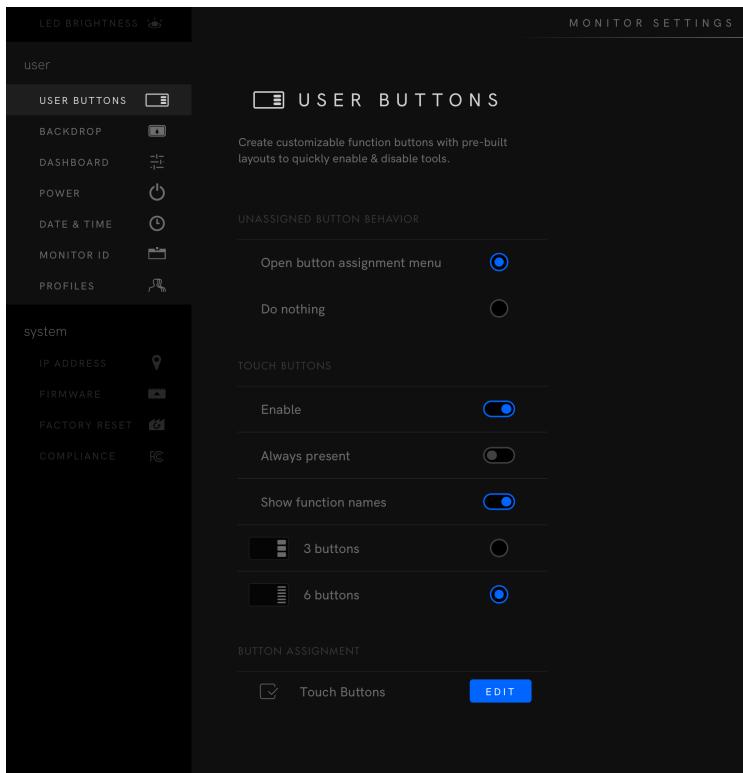 LED BRIGHTNESS
MONITOR SETTINGS
user
USER BUTTONS
BACKDROP
DASHBOARD
POWER
DATE & TIME
MONITOR ID
PROFILES
system
IP ADDRESS
FIRMWARE
FACTORY RESET
COMPLIANCE FC
USER BUTTONS
Create customizable function buttons with pre-built
layouts to quickly enable & disable tools.
UNASSIGNED BUTTON BEHAVIOR
Open button assignment menu
Do nothing
TOUCH BUTTONS
Enable
Always present
Show function names
3 buttons
6 buttons
BUTTON ASSIGNMENT
Touch Buttons EDIT